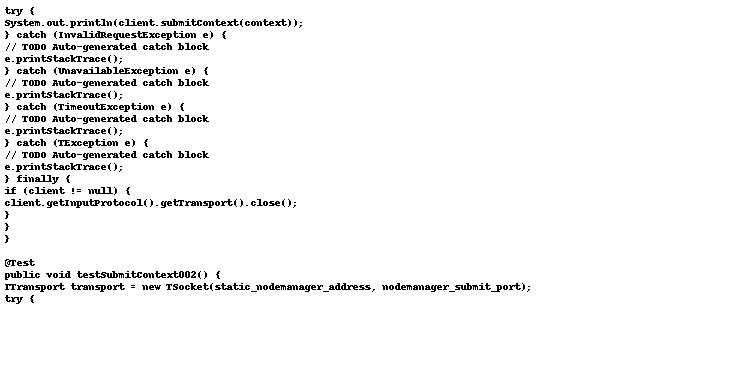 try {
System.out.println(client.submitContext(context));
} catch (InvalidRequestException e) {
// TODO Auto-generated catch block
e.printStackTrace();
} catch (UnavailableException e) {
// TODO Auto-generated catch block
e.printStackTrace();
} catch (TimeoutException e) {
// TODO Auto-generated catch block
e.printStackTrace();
} catch (TException e) {
// TODO Auto-generated catch block
e.printStackTrace();
} finally {
if (client != null) {
client.getInputProtocol().getTransport().close();
}
}
}
@Test
public void testSubmitContext002() {
TTransport transport = new TSocket(static_nodemanager_address, nodemanager_submit_port);
try {